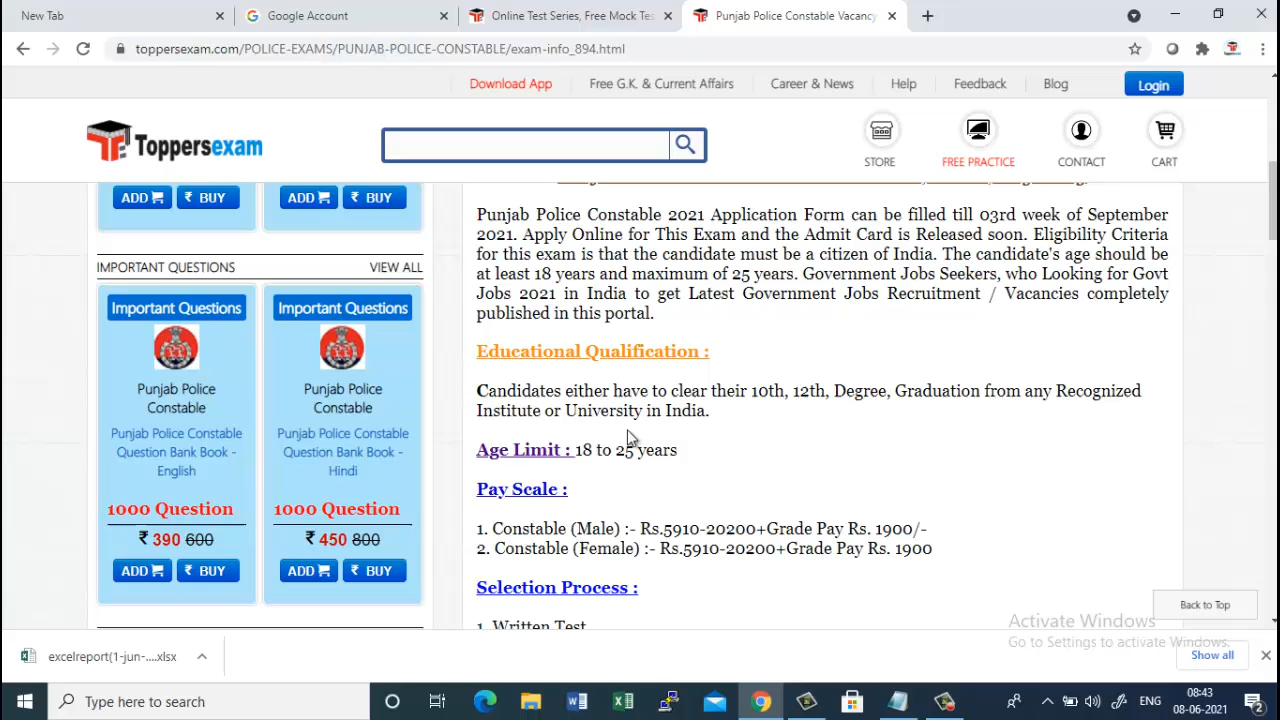 New Tab
Google Account
Online Test Series, Free Mock Tes
Punjab Police Constable Vacancy
toppersexam.com/POLICE-EXAMS/PUNJAB-POLICE-CONSTABLE/exam-info_894.html
Download App
Free G.K. & Current Affairs
Career & News
Help
Feedback
Blog
Login
Toppersexam
STORE
FREE PRACTICE
CONTACT
CART
ADD
₹ BUY
ADD
₹ BUY
IMPORTANT QUESTIONS
VIEW ALL
Important Questions
Punjab Police
Constable
Punjab Police Constable
Question Bank Book -
English
1000 Question
₹ 390 600
ADD
₹ BUY
Important Questions
Punjab Police
Constable
Punjab Police Constable
Question Bank Book -
Hindi
1000 Question
₹ 450 800
ADD
₹ BUY
Punjab Police Constable 2021 Application Form can be filled till 03rd week of September
2021. Apply Online for This Exam and the Admit Card is Released soon. Eligibility Criteria
for this exam is that the candidate must be a citizen of India. The candidate's age should be
at least 18 years and maximum of 25 years. Government Jobs Seekers, who Looking for Govt
Jobs 2021 in India to get Latest Government Jobs Recruitment / Vacancies completely
published in this portal.
Educational Qualification :
Candidates either have to clear their 10th, 12th, Degree, Graduation from any Recognized
Institute or University in India.
Age Limit : 18 to 25 years
Pay Scale :
1. Constable (Male) :- Rs.5910-20200+Grade Pay Rs. 1900/-
2. Constable (Female) :- Rs.5910-20200+Grade Pay Rs. 1900
Selection Process :
1. Written Test
Back to Top
Activate Windows
Go to Settings to activate Windows.
excelreport(1-jun-....xlsx
Show all
Type here to search
ENG
08:43
08-06-2021
2